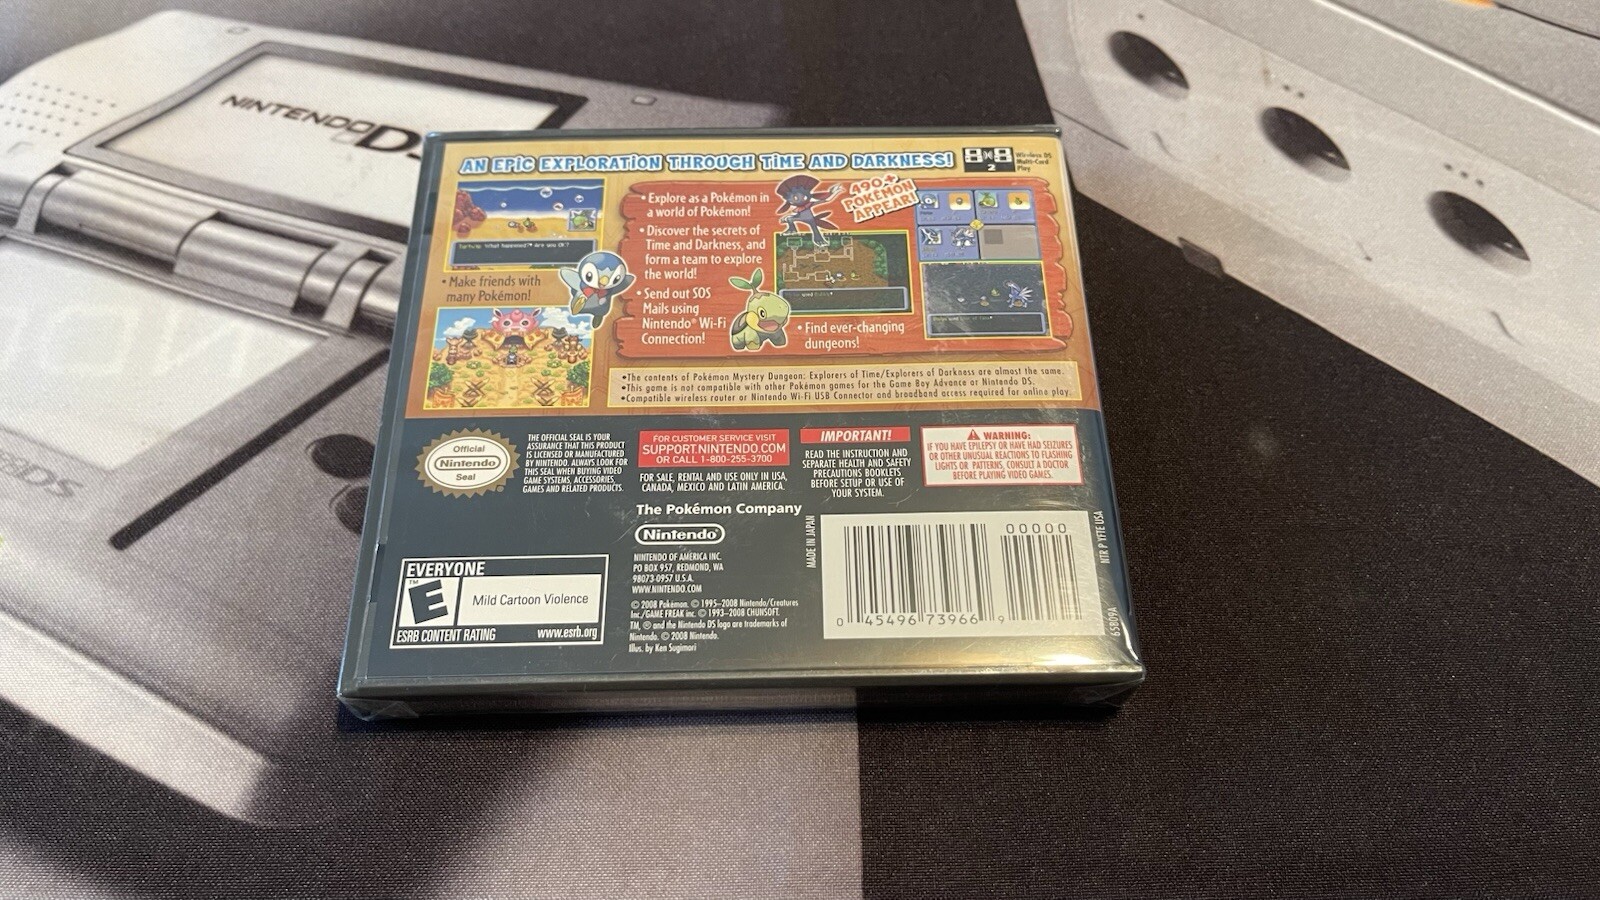 NINTENDO DS
AN EPIC EXPLORATION THROUGH TIME AND DARKNESS!
Wireless DS
Multi-Card
Play
2
• Explore as a Pokémon in
a world of Pokémon!
• Discover the secrets of
Time and Darkness, and
form a team to explore
the world!
• Send out SOS
Mails using
Nintendo® Wi-Fi
Connection!
490+
POKÉMON
APPEAR!
What happened? Are you OK?
• Make friends with
many Pokémon!
• Find ever-changing
dungeons!
•The contents of Pokémon Mystery Dungeon: Explorers of Time/Explorers of Darkness are almost the same.
•This game is not compatible with other Pokémon games for the Game Boy Advance or Nintendo DS.
•Compatible wireless router or Nintendo Wi-Fi USB Connector and broadband access required for online play.
Official
Nintendo
Seal
THE OFFICIAL SEAL IS YOUR
ASSURANCE THAT THIS PRODUCT
IS LICENSED OR MANUFACTURED
BY NINTENDO. ALWAYS LOOK FOR
THIS SEAL WHEN BUYING VIDEO
GAME SYSTEMS, ACCESSORIES,
GAMES AND RELATED PRODUCTS.
FOR CUSTOMER SERVICE VISIT
SUPPORT.NINTENDO.COM
OR CALL 1-800-255-3700
FOR SALE, RENTAL AND USE ONLY IN USA,
CANADA, MEXICO AND LATIN AMERICA.
IMPORTANT!
READ THE INSTRUCTION AND
SEPARATE HEALTH AND SAFETY
PRECAUTIONS BOOKLETS
BEFORE SETUP OR USE OF
YOUR SYSTEM.
WARNING:
IF YOU HAVE EPILEPSY OR HAVE HAD SEIZURES
OR OTHER UNUSUAL REACTIONS TO FLASHING
LIGHTS OR PATTERNS, CONSULT A DOCTOR
BEFORE PLAYING VIDEO GAMES.
The Pokémon Company
Nintendo
NINTENDO OF AMERICA INC.
PO BOX 957, REDMOND, WA
98073-0957 U.S.A.
WWW.NINTENDO.COM
© 2008 Pokémon. © 1995–2008 Nintendo/Creatures
Inc./GAME FREAK inc. © 1993–2008 CHUNSOFT.
TM, ® and the Nintendo DS logo are trademarks of
Nintendo. © 2008 Nintendo.
Illus. by Ken Sugimori
EVERYONE
E
TM
Mild Cartoon Violence
ESRB CONTENT RATING www.esrb.org
MADE IN JAPAN
00000
0 45496 73966 9
NTR P YFTE USA
65809A